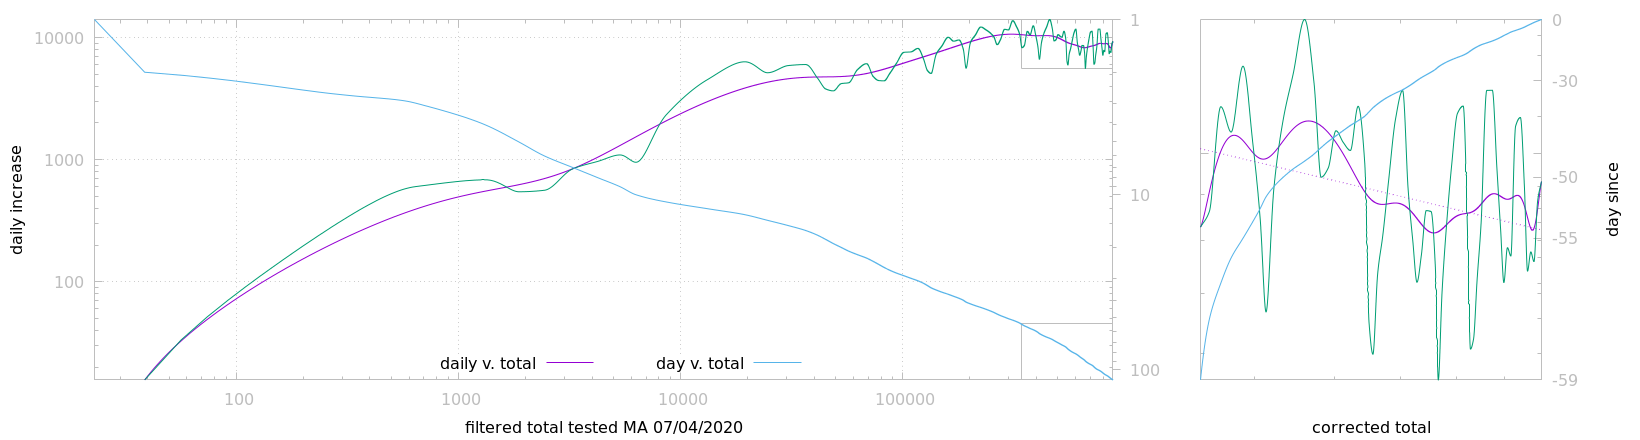 10000
1000
100
daily increase
100
1000
10000
100000
filtered total tested MA 07/04/2020
daily v. total
day v. total
1
10
100
0
-30
-50
-55
-59
day since
corrected total